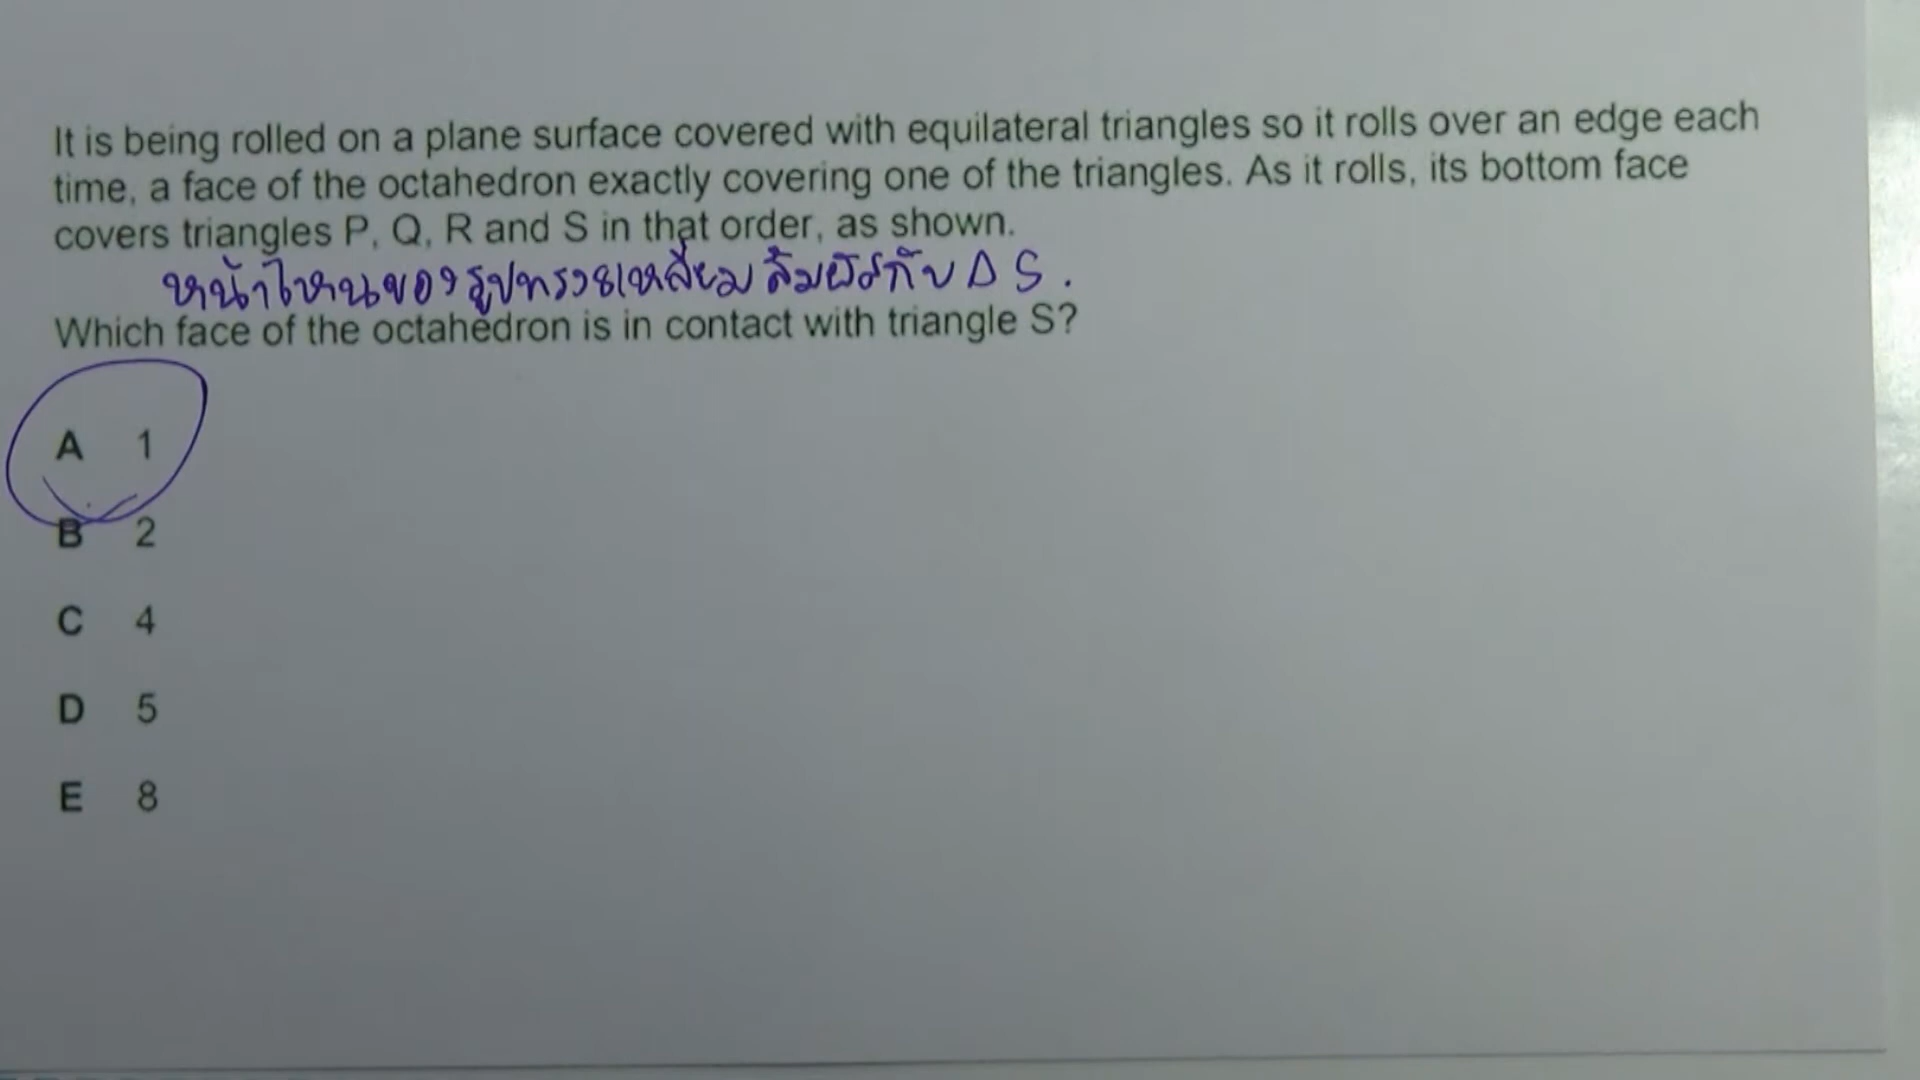 It is being rolled on a plane surface covered with equilateral triangles so it rolls over an edge each
time, a face of the octahedron exactly covering one of the triangles. As it rolls, its bottom face
covers triangles P, Q, R and S in that order, as shown.
หน้าไหนของรูปทรง8เหลี่ยม สัมผัสกับ Δ S .
Which face of the octahedron is in contact with triangle S?
A 1
B 2
C 4
D 5
E 8